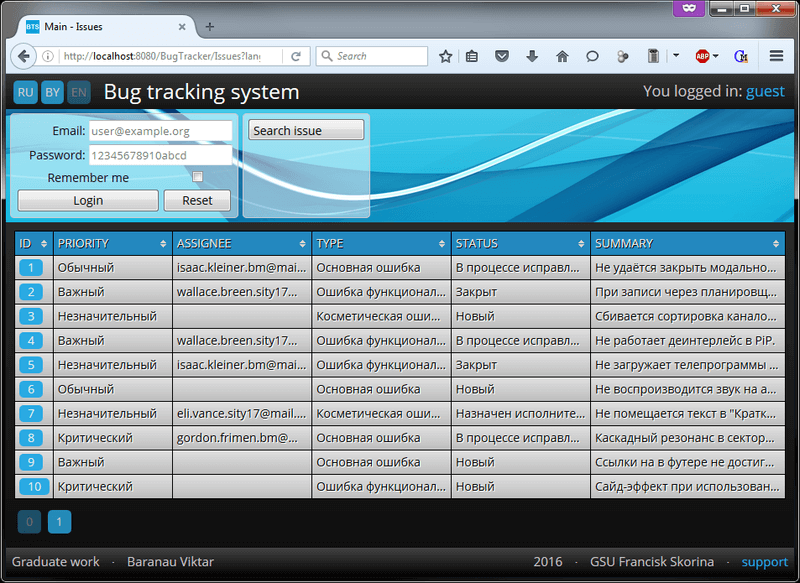 BTS Main - Issues
http://localhost:8080/BugTracker/Issues?lan
Search
ABP
RU BY EN Bug tracking system You logged in: guest
Email: user@example.org Search issue
Password: 12345678910abcd
Remember me
Login Reset
ID PRIORITY ASSIGNEE TYPE STATUS SUMMARY
1 Обычный isaac.kleiner.bm@mai... Основная ошибка В процессе исправл... Не удаётся закрыть модально...
2 Важный wallace.breen.sity17... Ошибка функционал... Закрыт При записи через планировщ...
3 Незначительный Косметическая оши... Новый Сбивается сортировка канало...
4 Важный wallace.breen.sity17... Ошибка функционал... В процессе исправл... Не работает деинтерлейс в PiP.
5 Незначительный isaac.kleiner.bm@mai... Ошибка функционал... Закрыт Не загружает телепрограммы ...
6 Обычный Основная ошибка Новый Не воспроизводится звук на а...
7 Незначительный eli.vance.sity17@mail.... Косметическая оши... Назначен исполните... Не помещается текст в "Кратк...
8 Критический gordon.frimen.bm@... Основная ошибка В процессе исправл... Каскадный резонанс в сектор...
9 Важный Основная ошибка Новый Ссылки на в футере не достиг...
10 Критический Ошибка функционал... Новый Сайд-эффект при использован...
0 1
Graduate work · Baranau Viktar 2016 · GSU Francisk Skorina · support